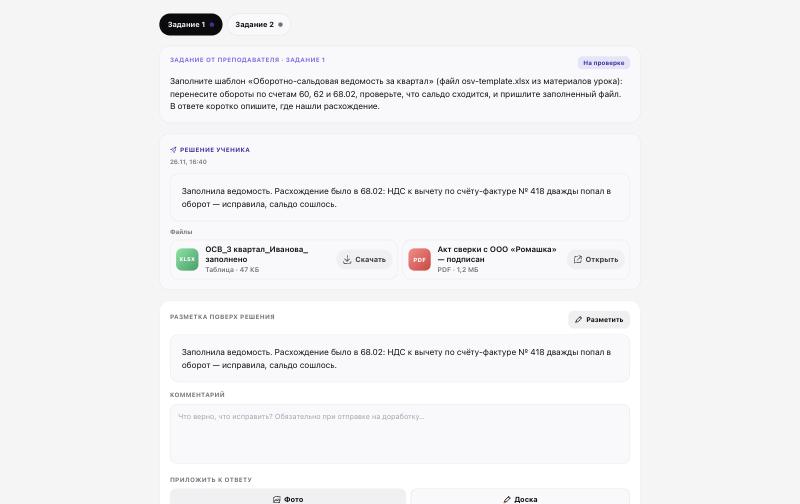 Задание 1
Задание 2
ЗАДАНИЕ ОТ ПРЕПОДАВАТЕЛЯ · ЗАДАНИЕ 1
На проверке
Заполните шаблон «Оборотно-сальдовая ведомость за квартал» (файл osv-template.xlsx из материалов урока):
перенесите обороты по счетам 60, 62 и 68.02, проверьте, что сальдо сходится, и пришлите заполненный файл.
В ответе коротко опишите, где нашли расхождение.
РЕШЕНИЕ УЧЕНИКА
26.11, 16:40
Заполнила ведомость. Расхождение было в 68.02: НДС к вычету по счёту-фактуре № 418 дважды попал в
оборот — исправила, сальдо сошлось.
Файлы
XLSX
ОСВ_3 квартал_Иванова_
заполнено
Таблица · 47 КБ
Скачать
PDF
Акт сверки с ООО «Ромашка»
— подписан
PDF · 1,2 МБ
Открыть
РАЗМЕТКА ПОВЕРХ РЕШЕНИЯ
Разметить
Заполнила ведомость. Расхождение было в 68.02: НДС к вычету по счёту-фактуре № 418 дважды попал в
оборот — исправила, сальдо сошлось.
КОММЕНТАРИЙ
Что верно, что исправить? Обязательно при отправке на доработку...
ПРИЛОЖИТЬ К ОТВЕТУ
Фото
Доска